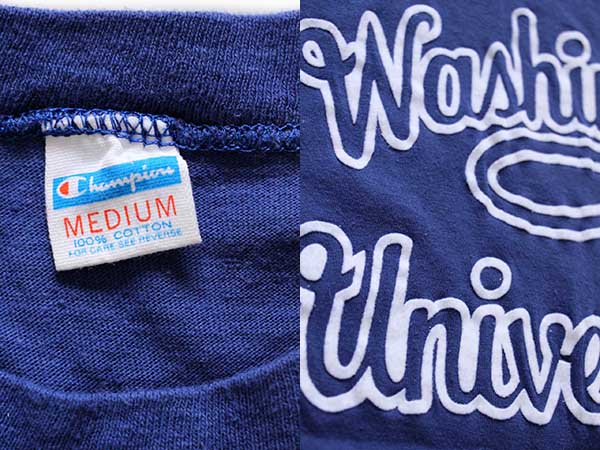 Champion
MEDIUM
100% COTTON
FOR CARE SEE REVERSE
Washi
Unive